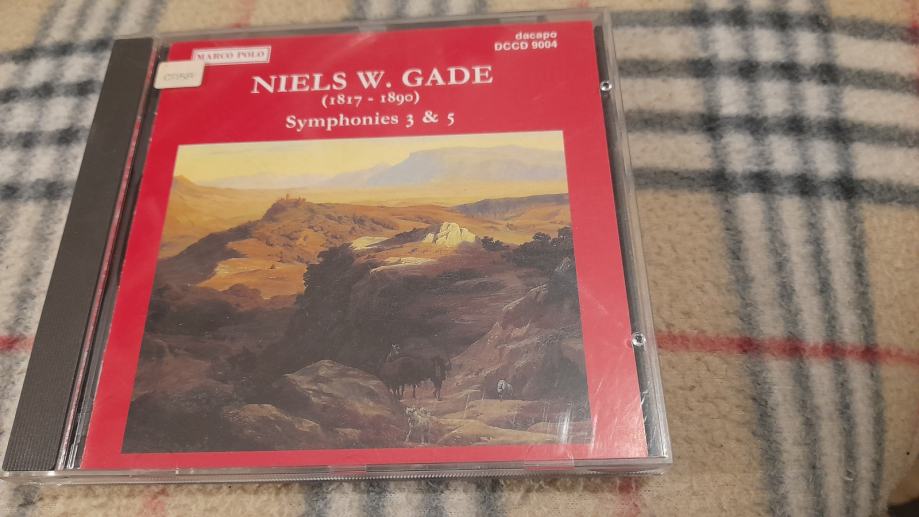 MARCO POLO
dacapo
DCCD 9004
NIELS W. GADE
(1817 - 1890)
Symphonies 3 & 5